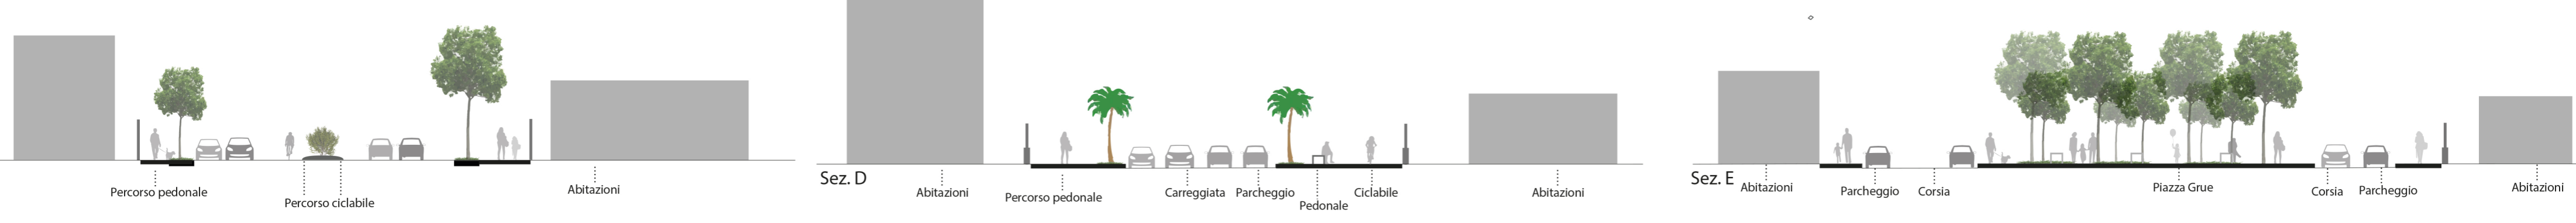 Percorso pedonale
Percorso ciclabile
Abitazioni
Sez. D
Abitazioni
Percorso pedonale
Carreggiata
Parcheggio
Pedonale
Ciclabile
Abitazioni
Sez. E
Abitazioni
Parcheggio
Corsia
Piazza Grue
Corsia
Parcheggio
Abitazioni